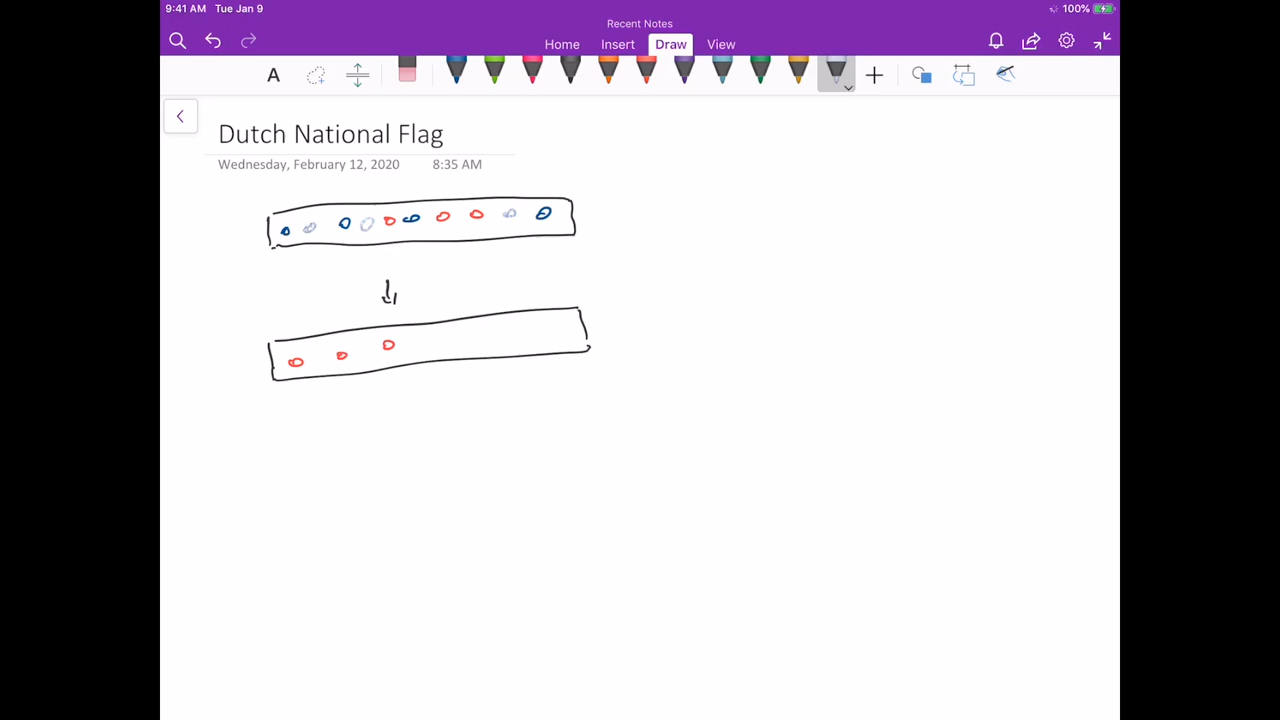 9:41 AM Tue Jan 9
100%
Recent Notes
Home Insert Draw View
A
Dutch National Flag
Wednesday, February 12, 2020 8:35 AM